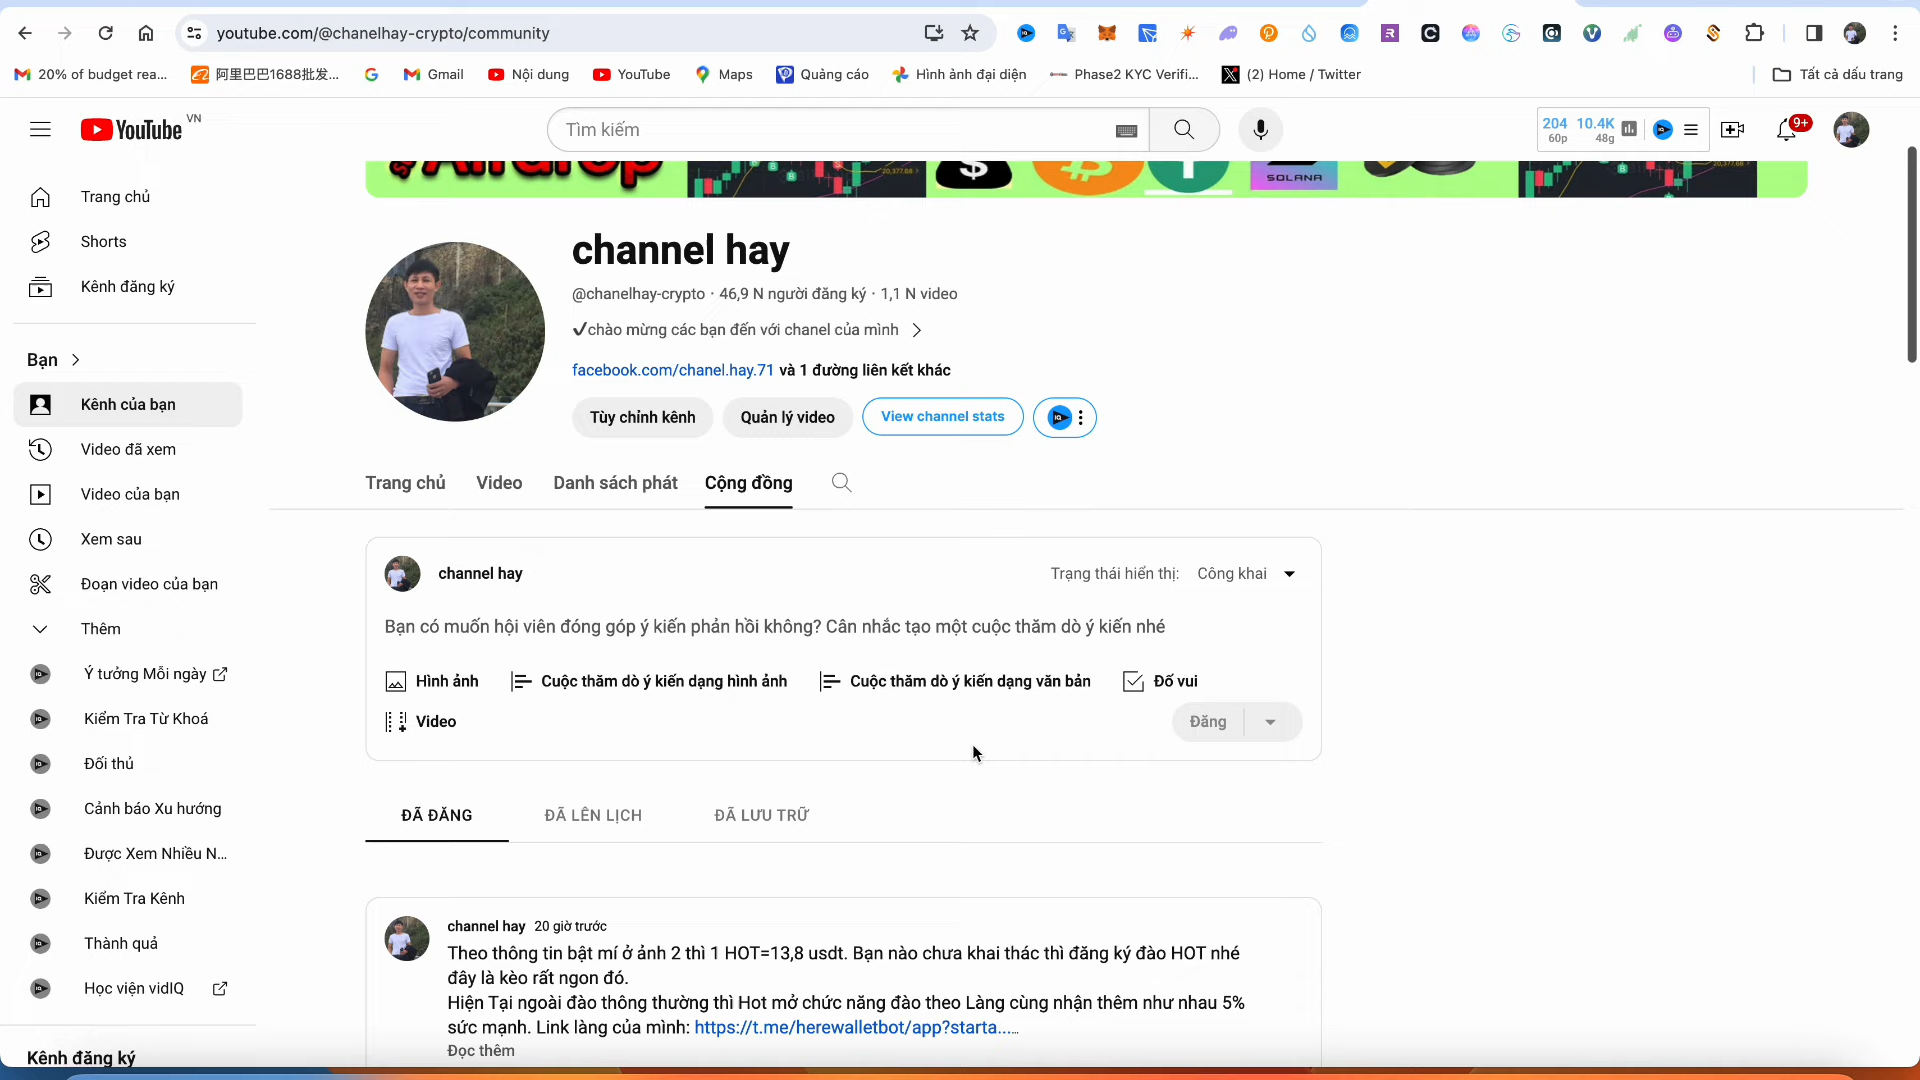 youtube.com/@chanelhay-crypto/community
20% of budget rea...
阿里巴巴1688批发...
Gmail
Nội dung
YouTube
Maps
Quảng cáo
Hình ảnh đại diện
Phase2 KYC Verifi...
(2) Home / Twitter
Tất cả dấu trang
YouTube VN
Tìm kiếm
204 10.4K
60p 48g
9+
Airdrop
20,377.68
SOLANA
20,377.68
Trang chủ
Shorts
Kênh đăng ký
Bạn
Kênh của bạn
Video đã xem
Video của bạn
Xem sau
Đoạn video của bạn
Thêm
Ý tưởng Mỗi ngày
Kiểm Tra Từ Khoá
Đối thủ
Cảnh báo Xu hướng
Được Xem Nhiều N...
Kiểm Tra Kênh
Thành quả
Học viện vidIQ
Kênh đăng ký
channel hay
@chanelhay-crypto · 46,9 N người đăng ký · 1,1 N video
✔chào mừng các bạn đến với chanel của mình
facebook.com/chanel.hay.71 và 1 đường liên kết khác
Tùy chỉnh kênh
Quản lý video
View channel stats
Trang chủ
Video
Danh sách phát
Cộng đồng
channel hay
Trạng thái hiển thị: Công khai
Bạn có muốn hội viên đóng góp ý kiến phản hồi không? Cân nhắc tạo một cuộc thăm dò ý kiến nhé
Hình ảnh
Cuộc thăm dò ý kiến dạng hình ảnh
Cuộc thăm dò ý kiến dạng văn bản
Đố vui
Video
Đăng
ĐÃ ĐĂNG
ĐÃ LÊN LỊCH
ĐÃ LƯU TRỮ
channel hay 20 giờ trước
Theo thông tin bật mí ở ảnh 2 thì 1 HOT=13,8 usdt. Bạn nào chưa khai thác thì đăng ký đào HOT nhé
đây là kèo rất ngon đó.
Hiện Tại ngoài đào thông thường thì Hot mở chức năng đào theo Làng cùng nhận thêm như nhau 5%
sức mạnh. Link làng của mình: https://t.me/herewalletbot/app?starta......
Đọc thêm